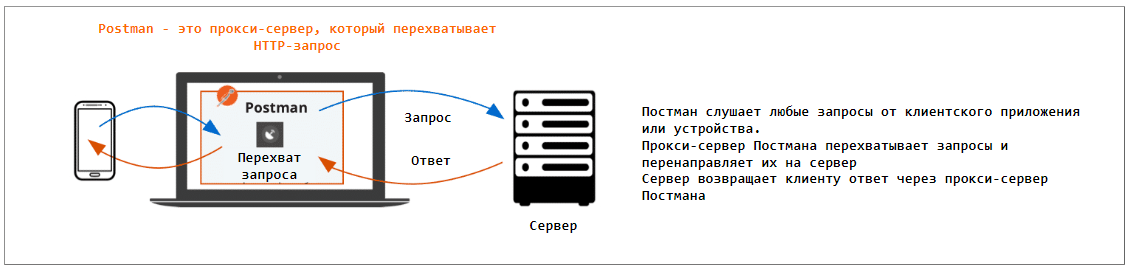 Postman - это прокси-сервер, который перехватывает
HTTP-запрос
Postman
Перехват
запроса
Запрос
Ответ
Сервер
Постман слушает любые запросы от клиентского приложения
или устройства.
Прокси-сервер Постмана перехватывает запросы и
перенаправляет их на сервер
Сервер возвращает клиенту ответ через прокси-сервер
Постмана